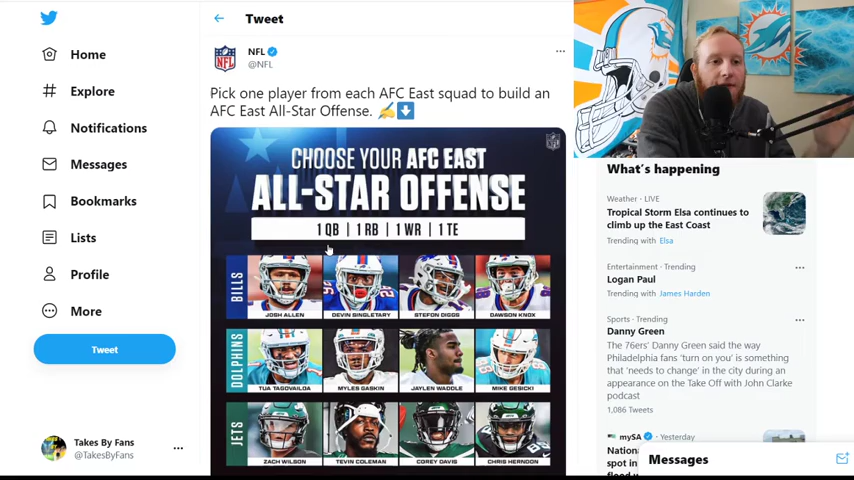 Home
Explore
Notifications
Messages
Bookmarks
Lists
Profile
More
Tweet
Takes By Fans
@TakesByFans
Tweet
NFL
@NFL
Pick one player from each AFC East squad to build an
AFC East All-Star Offense.
NFL
CHOOSE YOUR AFC EAST
ALL-STAR OFFENSE
1 QB | 1 RB | 1 WR | 1 TE
BILLS
JOSH ALLEN
DEVIN SINGLETARY
STEFON DIGGS
DAWSON KNOX
DOLPHINS
TUA TAGOVAILOA
MYLES GASKIN
JAYLEN WADDLE
MIKE GESICKI
JETS
ZACH WILSON
TEVIN COLEMAN
COREY DAVIS
CHRIS HERNDON
What's happening
Weather · LIVE
Tropical Storm Elsa continues to
climb up the East Coast
Trending with Elsa
Entertainment · Trending
Logan Paul
Trending with James Harden
Sports · Trending
Danny Green
The 76ers' Danny Green said the way
Philadelphia fans 'turn on you' is something
that 'needs to change' in the city during an
appearance on the Take Off with John Clarke
podcast
1,086 Tweets
mySA · Yesterday
spot in
Messages